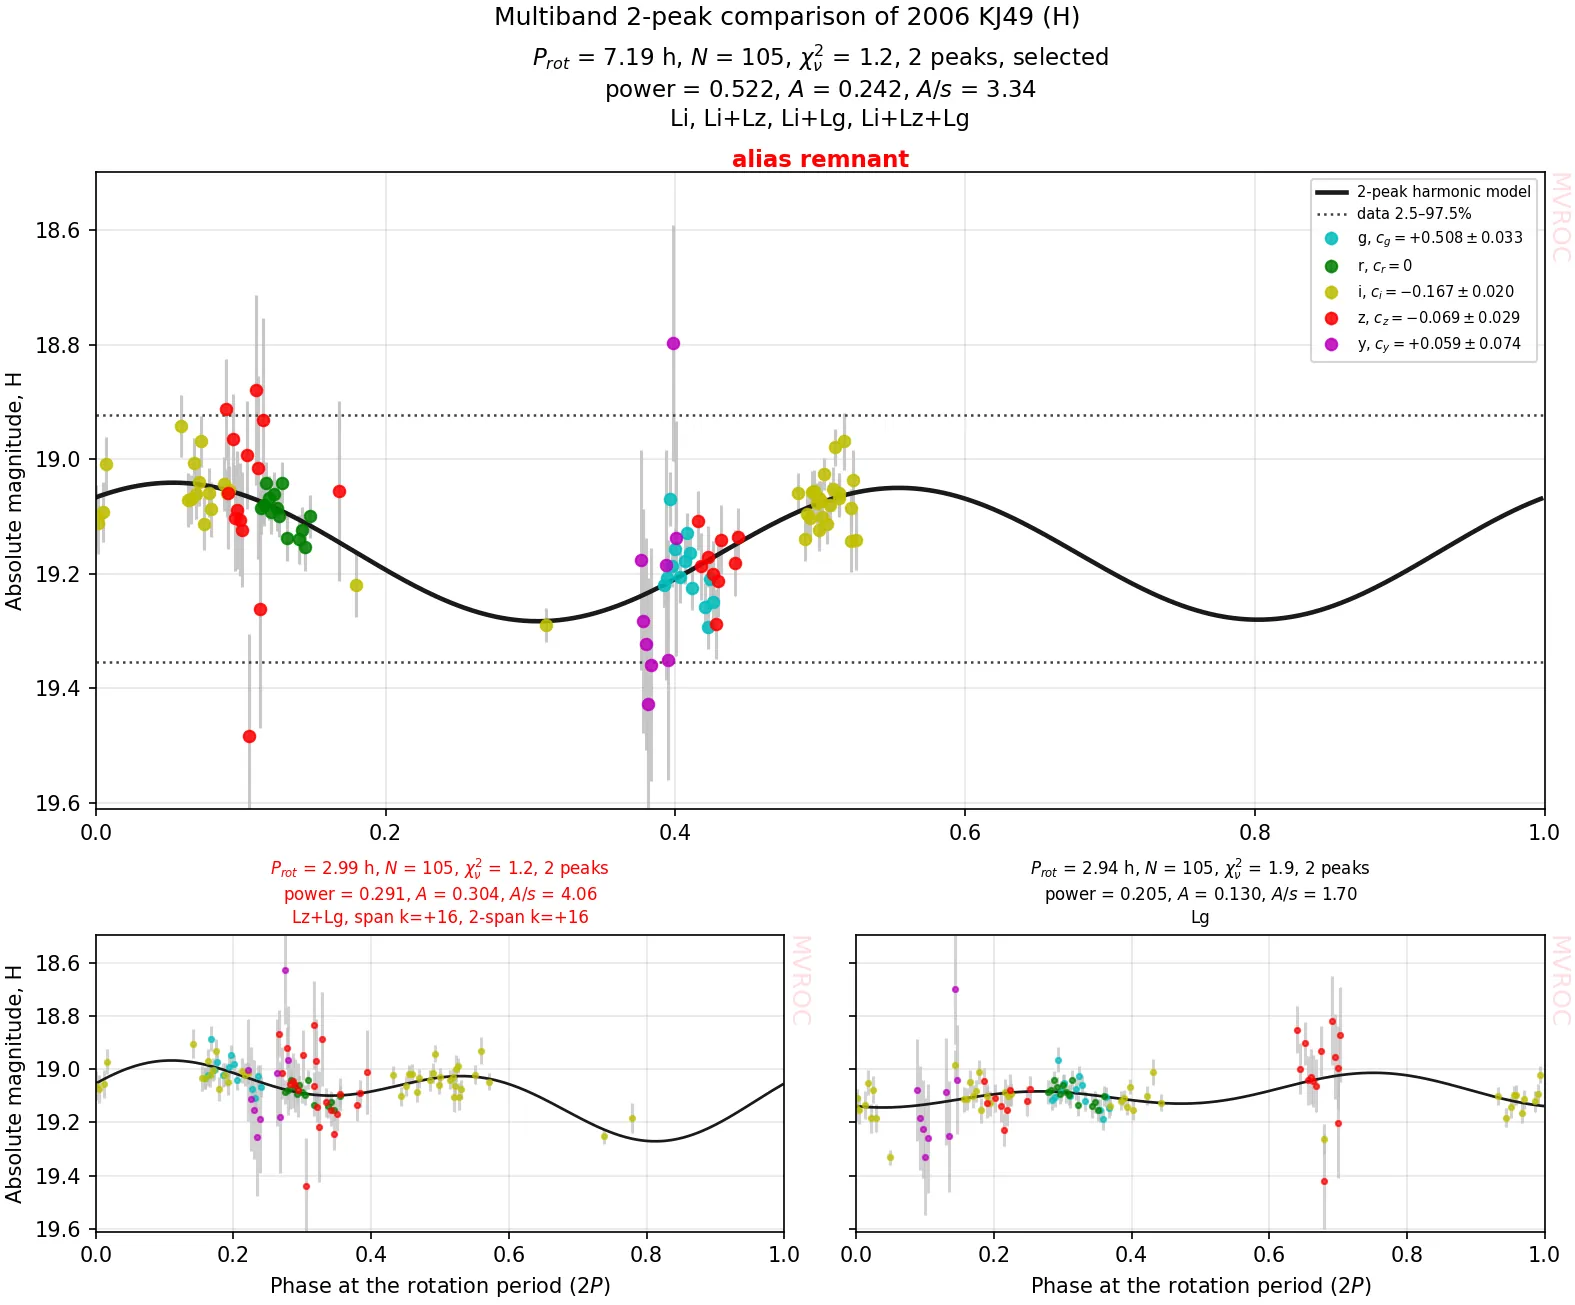 Multiband 2-peak comparison of 2006 KJ49 (H)
P_rot = 7.19 h, N = 105, χ²_ν = 1.2, 2 peaks, selected
power = 0.522, A = 0.242, A/s = 3.34
Li, Li+Lz, Li+Lg, Li+Lz+Lg
alias remnant
2-peak harmonic model
data 2.5–97.5%
g, c_g = +0.508 ± 0.033
r, c_r = 0
i, c_i = −0.167 ± 0.020
z, c_z = −0.069 ± 0.029
y, c_y = +0.059 ± 0.074
MVROC
Absolute magnitude, H
18.6
18.8
19.0
19.2
19.4
19.6
0.0 0.2 0.4 0.6 0.8 1.0
P_rot = 2.99 h, N = 105, χ²_ν = 1.2, 2 peaks
power = 0.291, A = 0.304, A/s = 4.06
Lz+Lg, span k=+16, 2-span k=+16
MVROC
Absolute magnitude, H
18.6
18.8
19.0
19.2
19.4
19.6
0.0 0.2 0.4 0.6 0.8 1.0
Phase at the rotation period (2P)
P_rot = 2.94 h, N = 105, χ²_ν = 1.9, 2 peaks
power = 0.205, A = 0.130, A/s = 1.70
Lg
MVROC
0.0 0.2 0.4 0.6 0.8 1.0
Phase at the rotation period (2P)